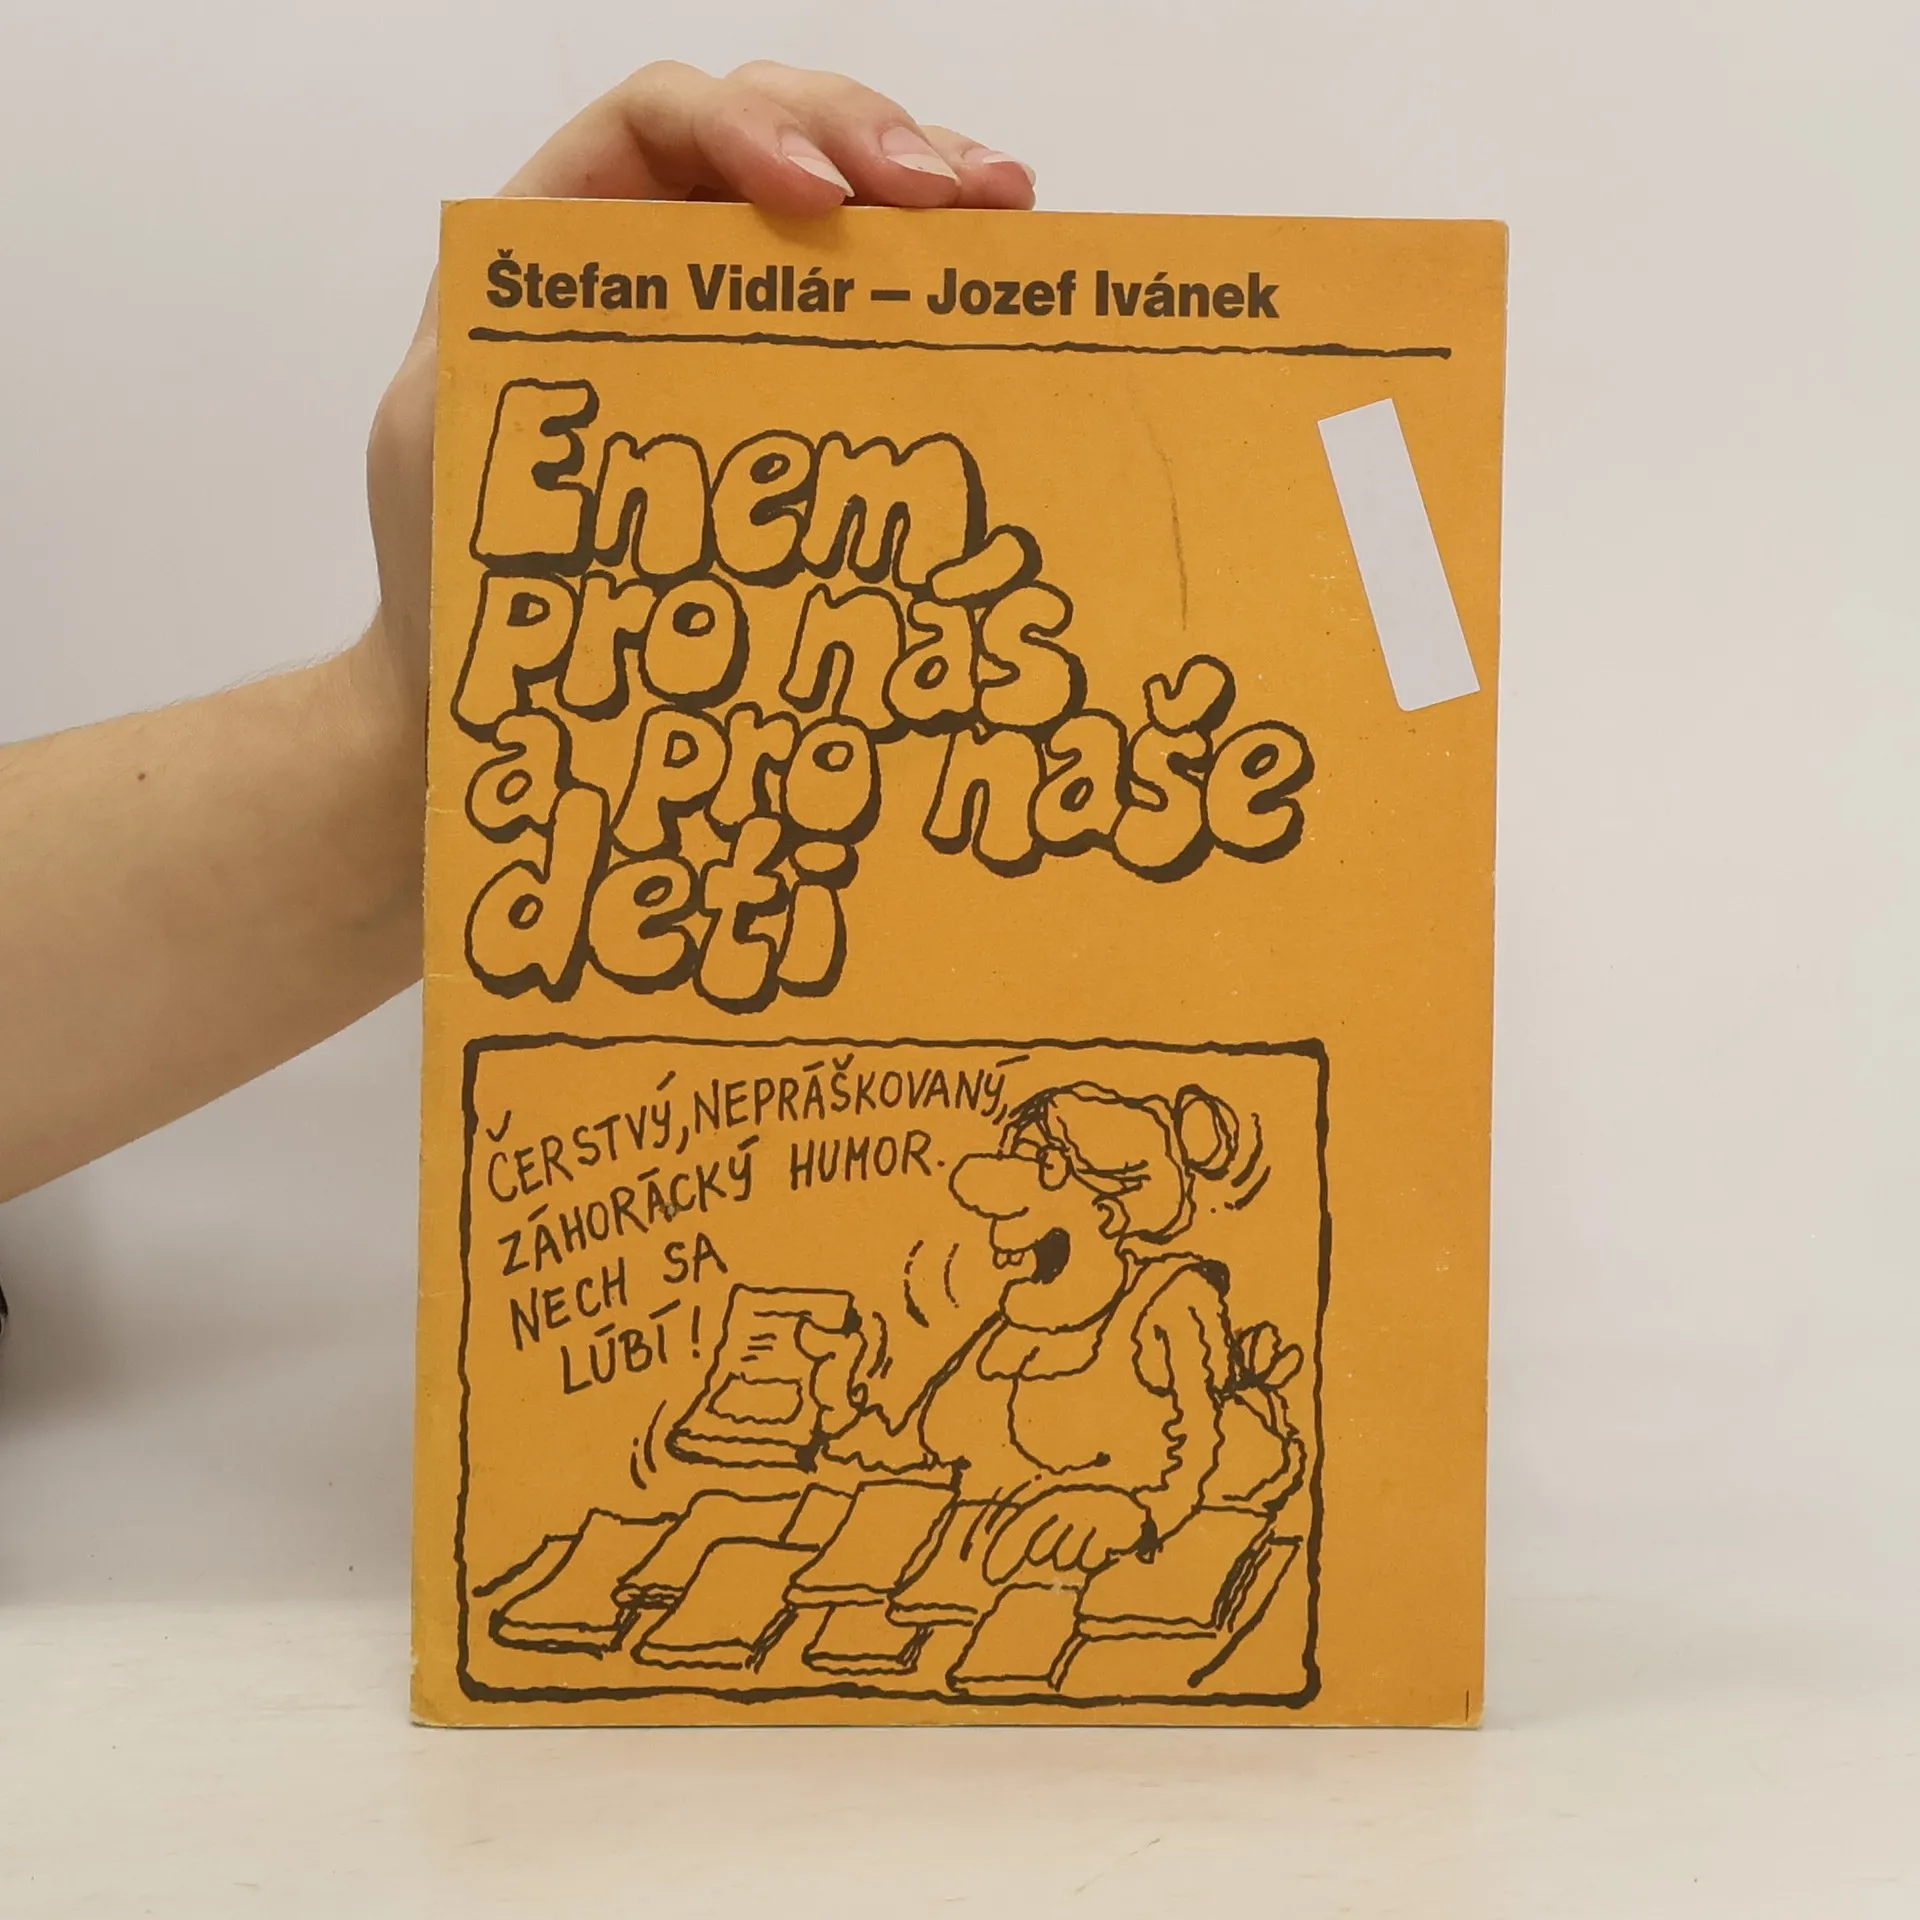 Štefan Vidlár – Jozef Ivánek
Enem
pro nás
a pro naše
deti
ČERSTVÝ, NEPRÁŠKOVANÝ,
ZÁHORÁCKÝ HUMOR.
NECH SA
LÚBÍ!